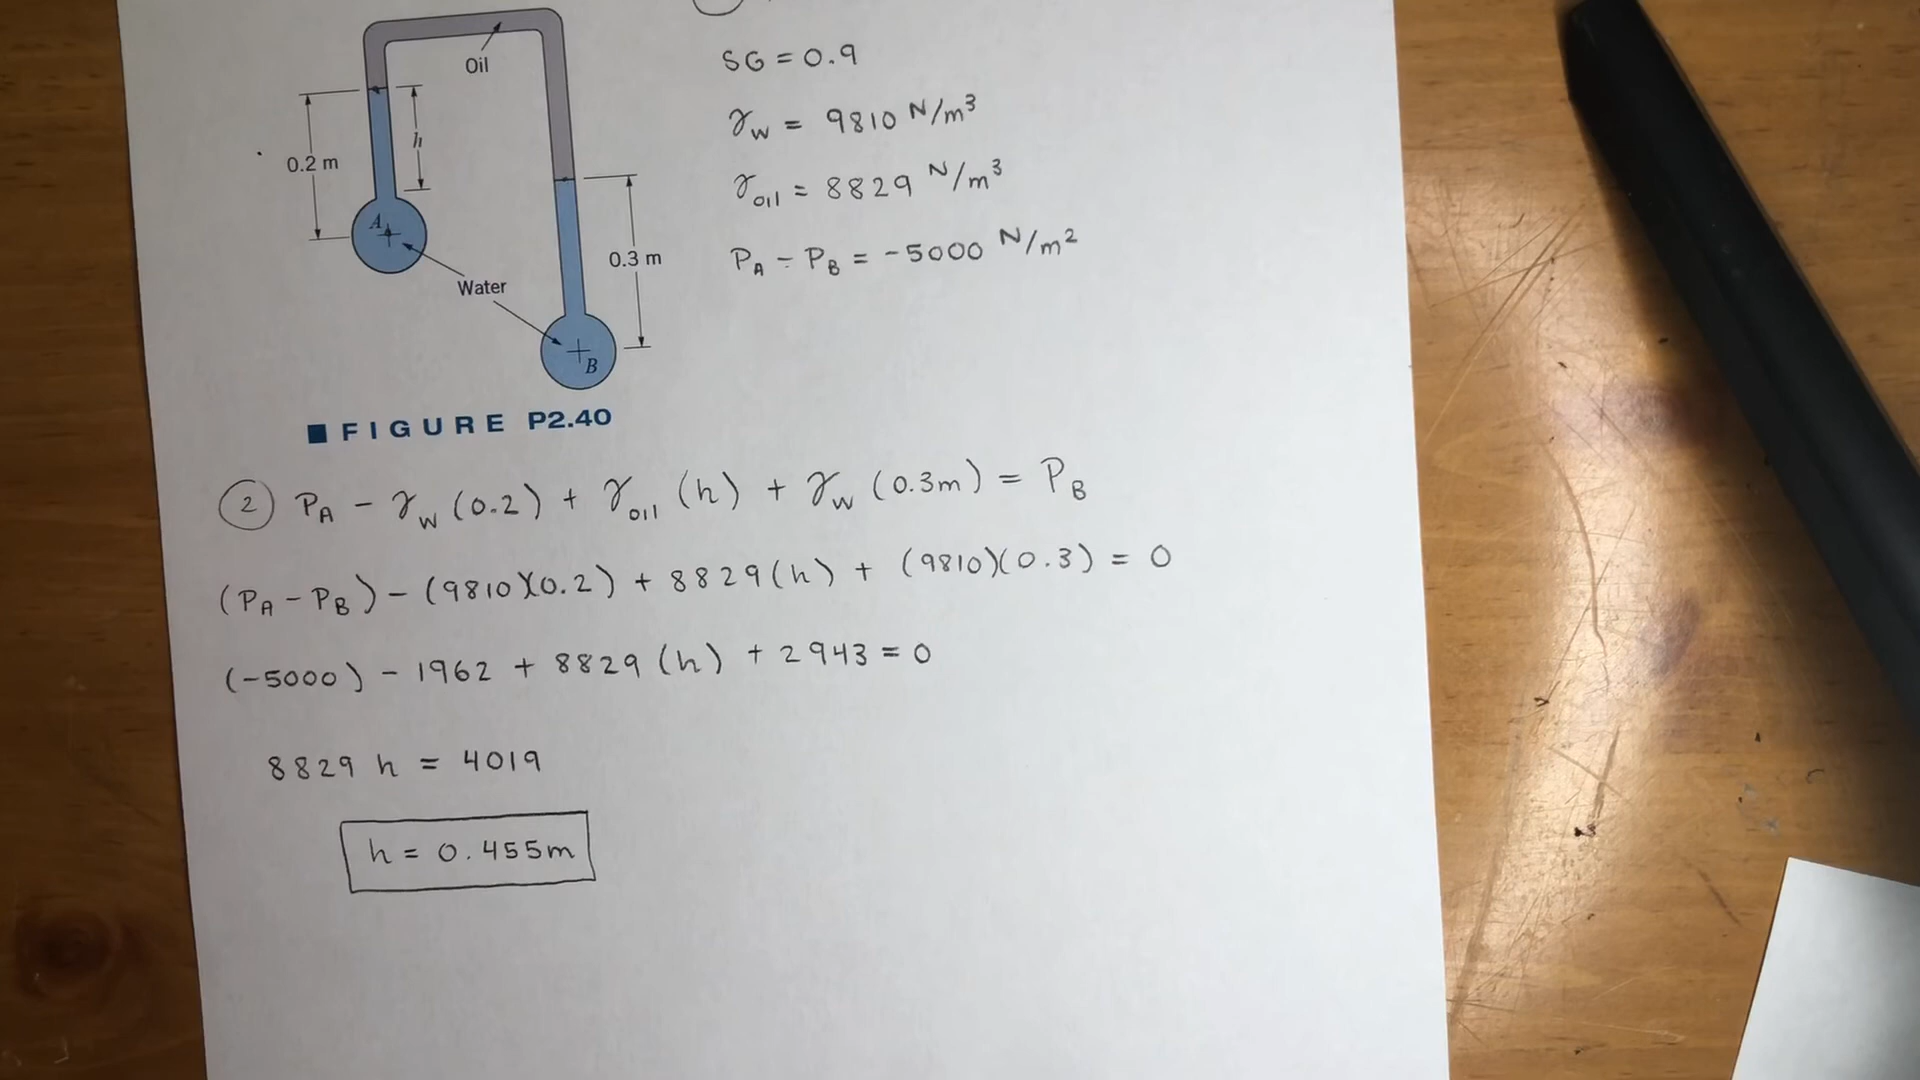 Oil
SG = 0.9
h
γw = 9810 N/m³
0.2 m
γoil = 8829 N/m³
A
0.3 m
PA - PB = -5000 N/m²
Water
B
FIGURE P2.40
2 PA - γw (0.2) + γoil (h) + γw (0.3m) = PB
(PA - PB) - (9810)(0.2) + 8829(h) + (9810)(0.3) = 0
(-5000) - 1962 + 8829 (h) + 2943 = 0
8829 h = 4019
h = 0.455m